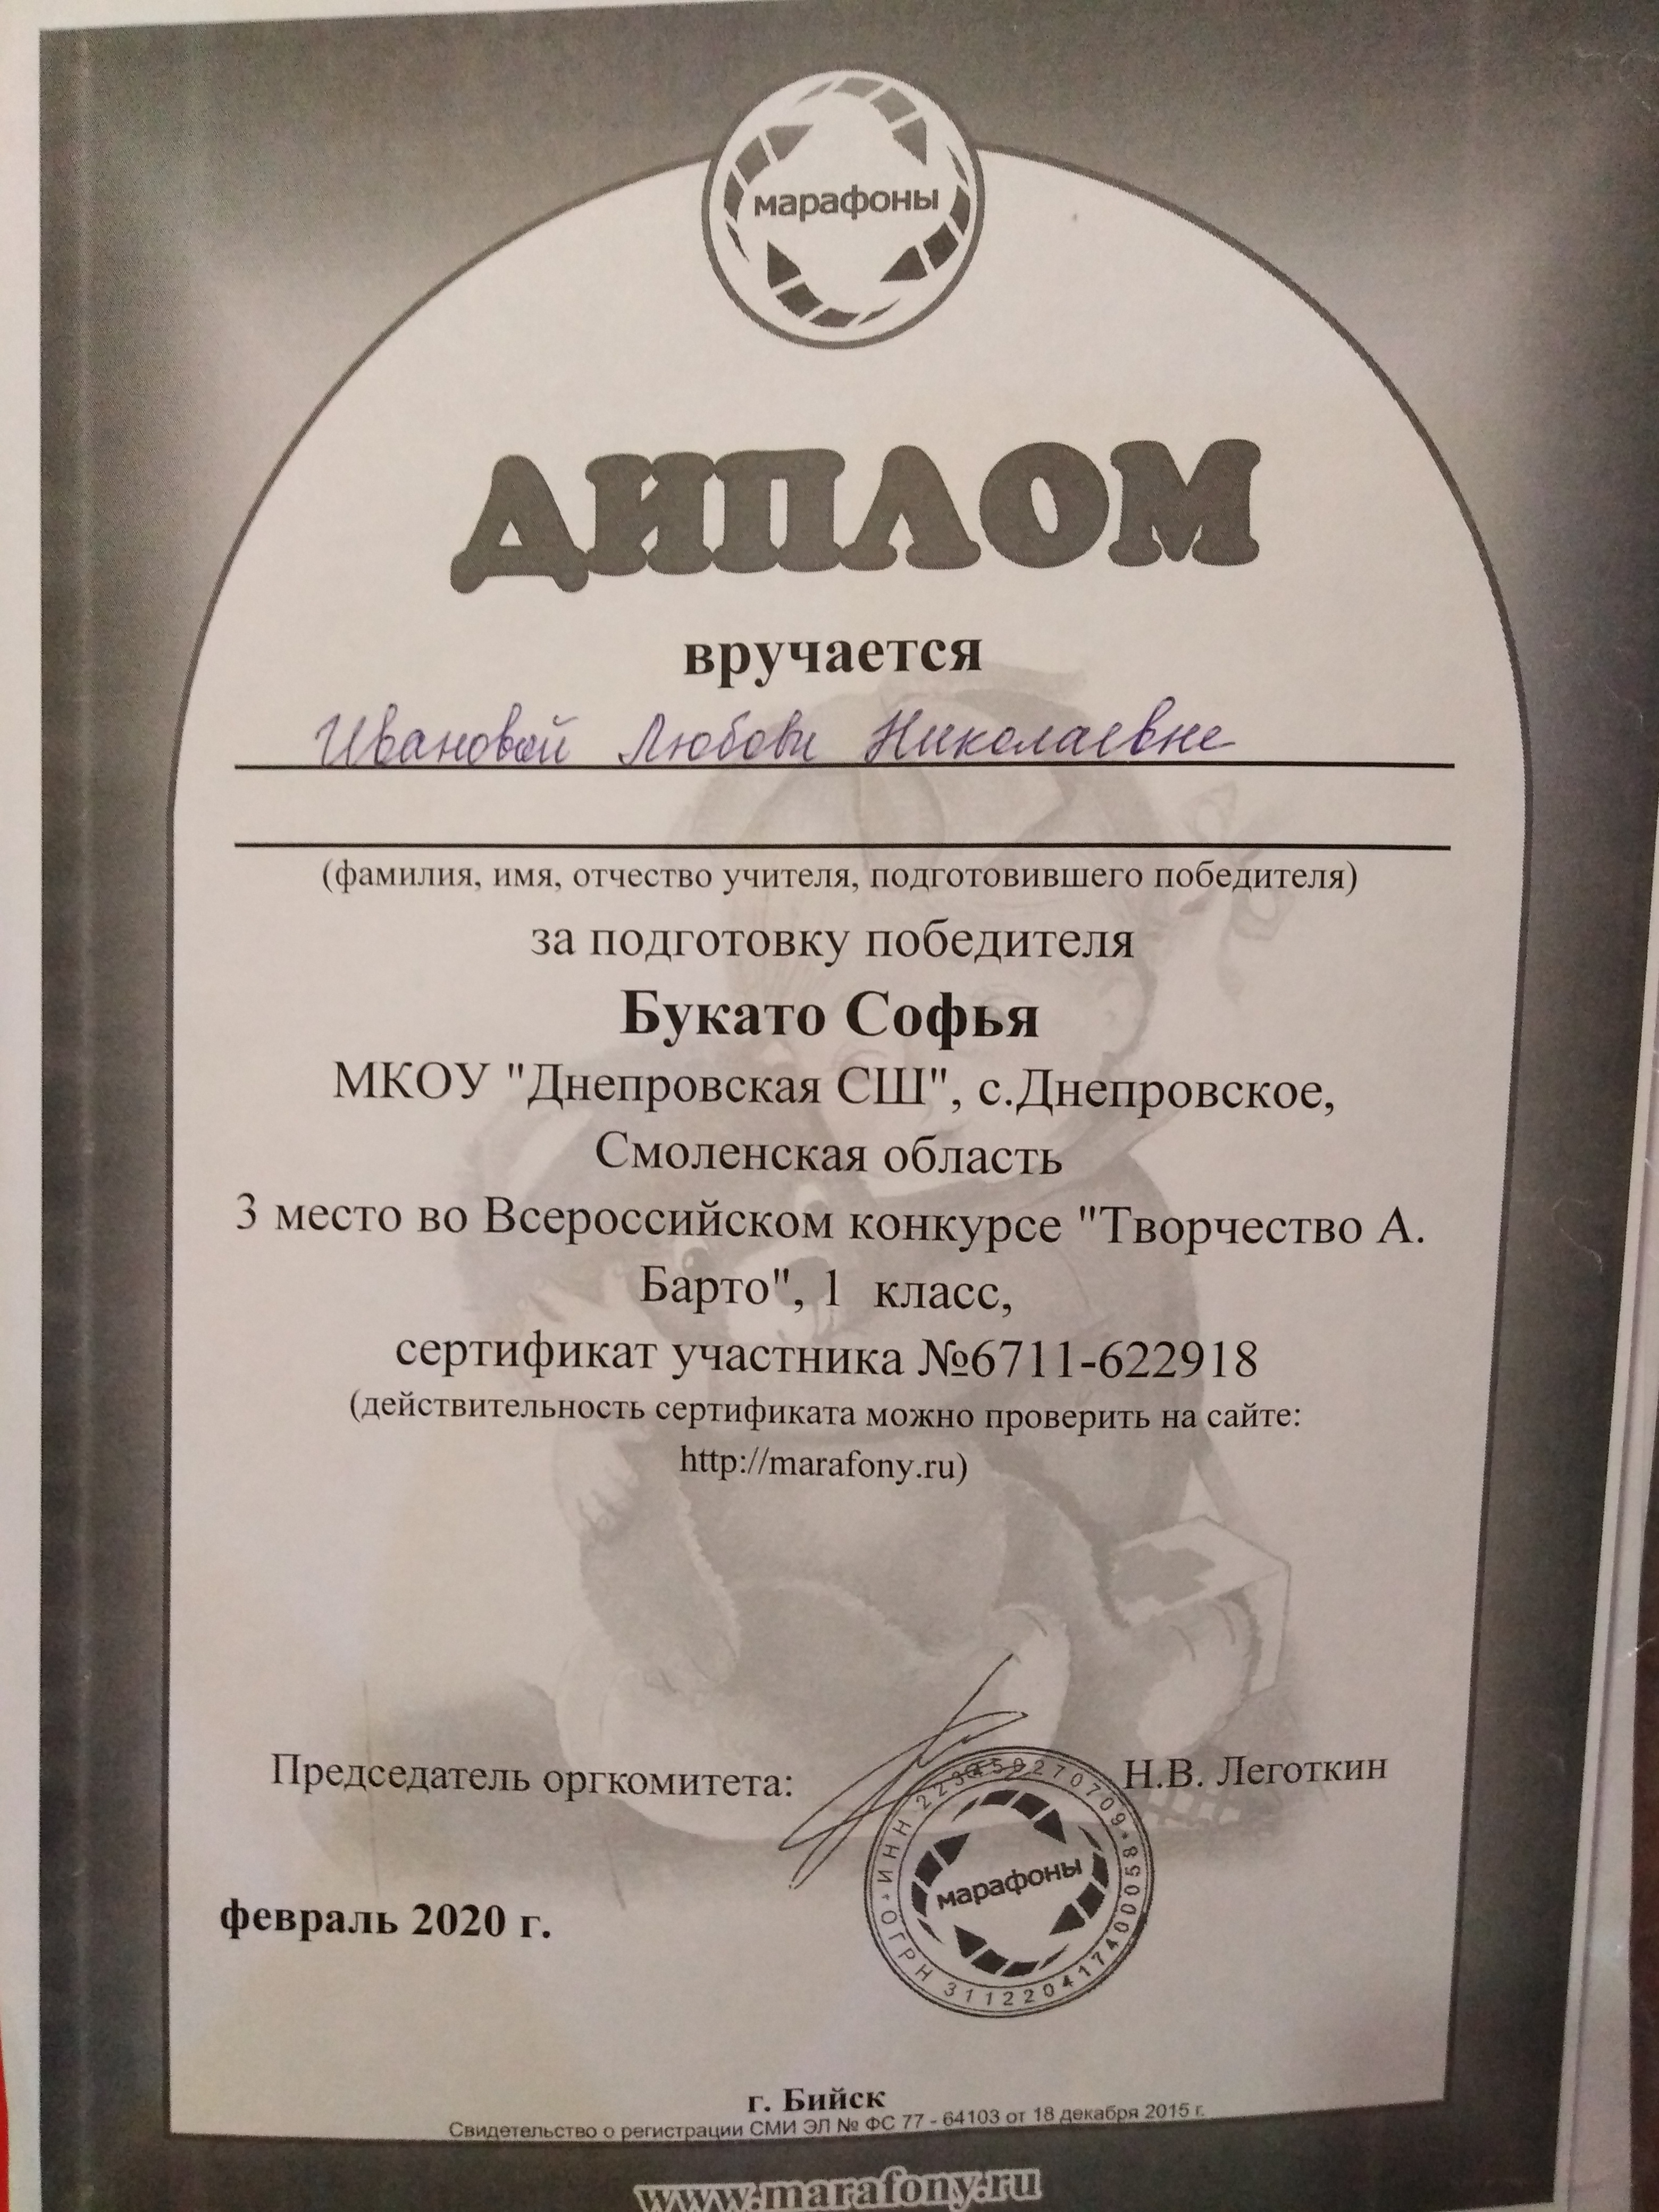 марафоны
ДИПЛОМ
вручается
Ивановой Любови Николаевне
(фамилия, имя, отчество учителя, подготовившего победителя)
за подготовку победителя
Букато Софья
МКОУ "Днепровская СШ", с.Днепровское,
Смоленская область
3 место во Всероссийском конкурсе "Творчество А.
Барто", 1 класс,
сертификат участника №6711-622918
(действительность сертификата можно проверить на сайте:
http://marafony.ru)
Председатель оргкомитета:
Н.В. Леготкин
ИНН
ОГРН 311220417400058
марафоны
февраль 2020 г.
г. Бийск
Свидетельство о регистрации СМИ ЭЛ № ФС 77 - 64103 от 18 декабря 2015 г.
www.marafony.ru